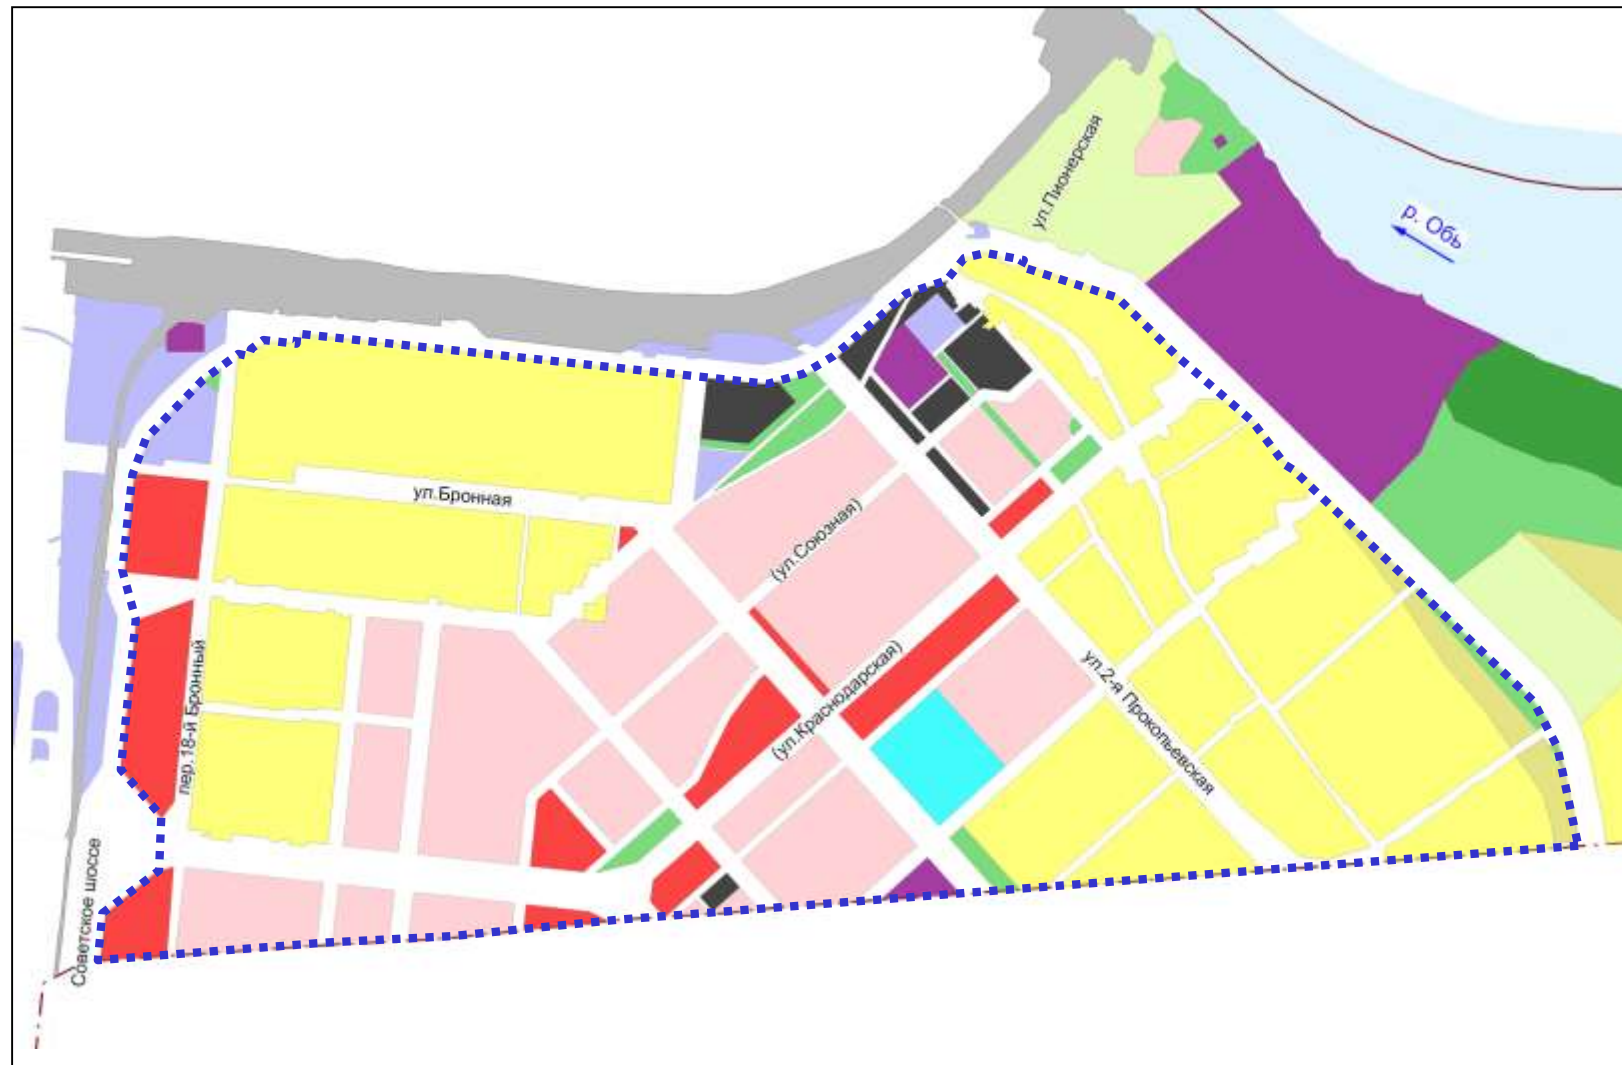 ул.Пионерская
р. Обь
ул.Бронная
(ул.Союзная)
(ул.Краснодарская)
пер.18-й Бронный
ул.2-я Прокопьевская
Советское шоссе